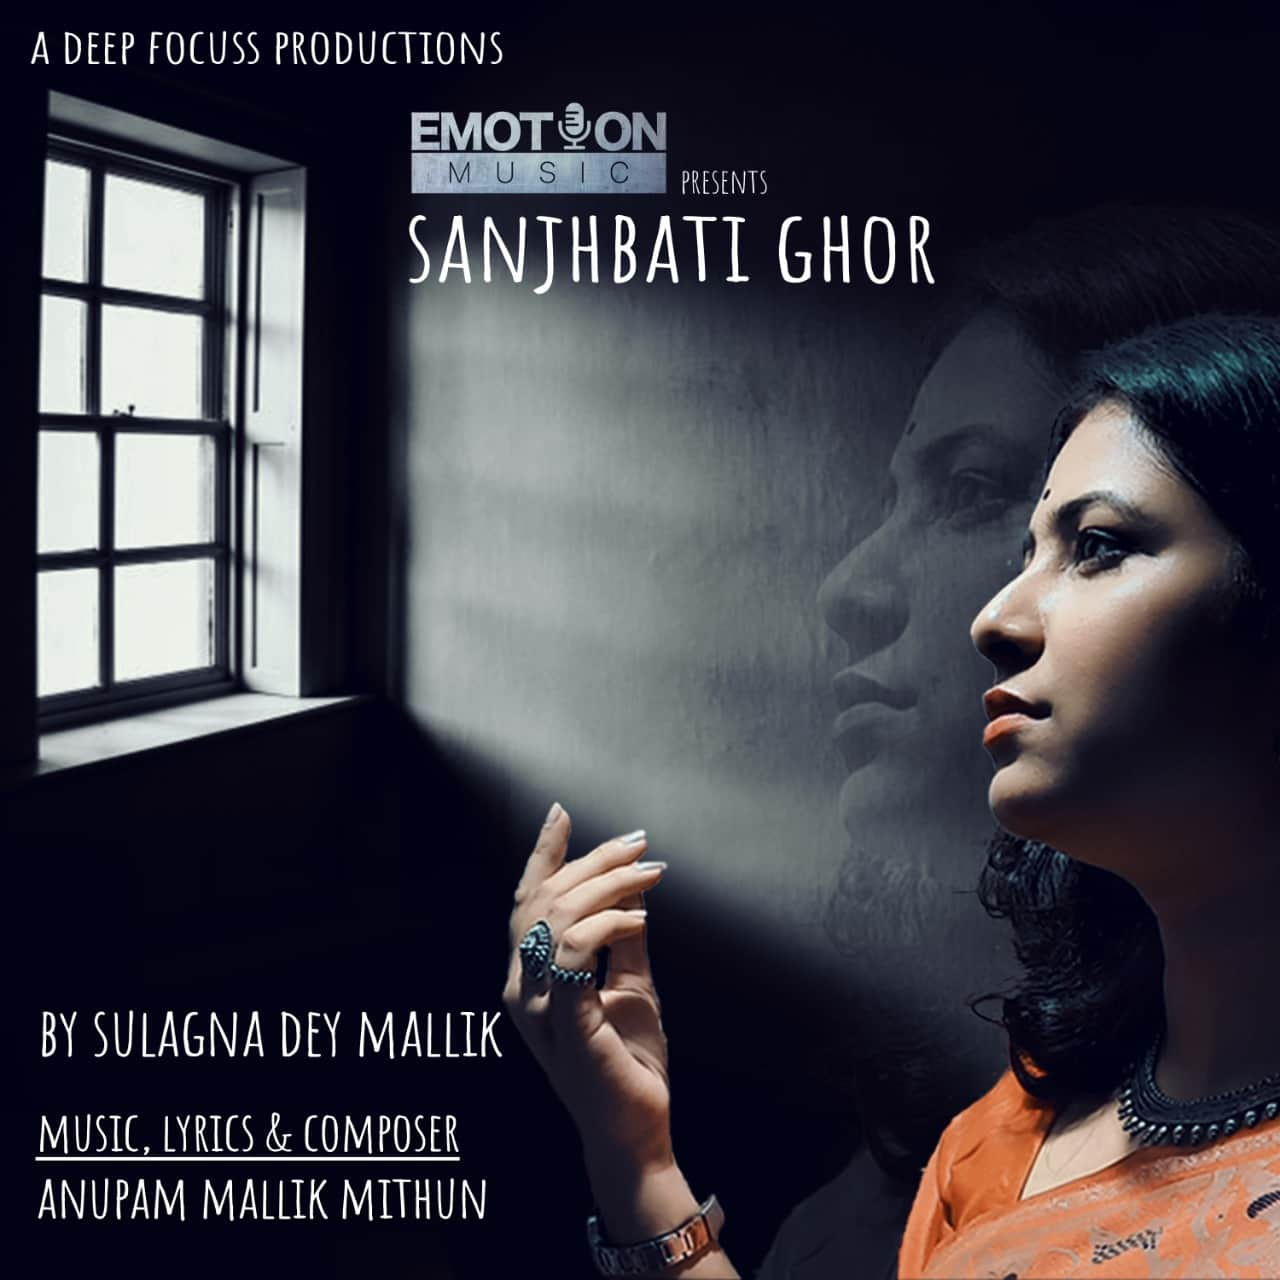 A DEEP FOCUSS PRODUCTIONS
EMOTION
MUSIC
PRESENTS
SANJHBATI GHOR
BY SULAGNA DEY MALLIK
MUSIC, LYRICS & COMPOSER
ANUPAM MALLIK MITHUN